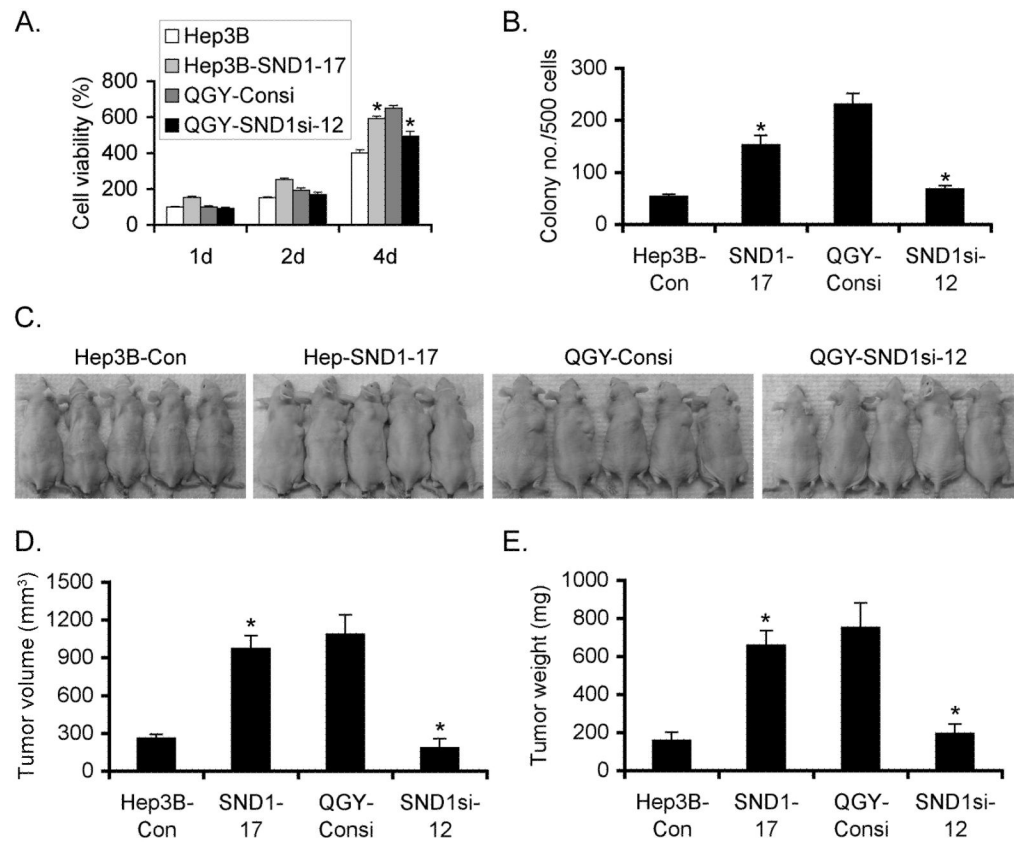 A.
Hep3B
Hep3B-SND1-17
QGY-Consi
QGY-SND1si-12
Cell viability (%)
800
600
400
200
0
*
*
1d 2d 4d
B.
Colony no./500 cells
300
200
100
0
*
*
Hep3B-Con
SND1-17
QGY-Consi
SND1si-12
C.
Hep3B-Con
Hep-SND1-17
QGY-Consi
QGY-SND1si-12
D.
Tumor volume (mm³)
1500
1200
900
600
300
0
*
*
Hep3B-Con
SND1-17
QGY-Consi
SND1si-12
E.
Tumor weight (mg)
1000
800
600
400
200
0
*
*
Hep3B-Con
SND1-17
QGY-Consi
SND1si-12